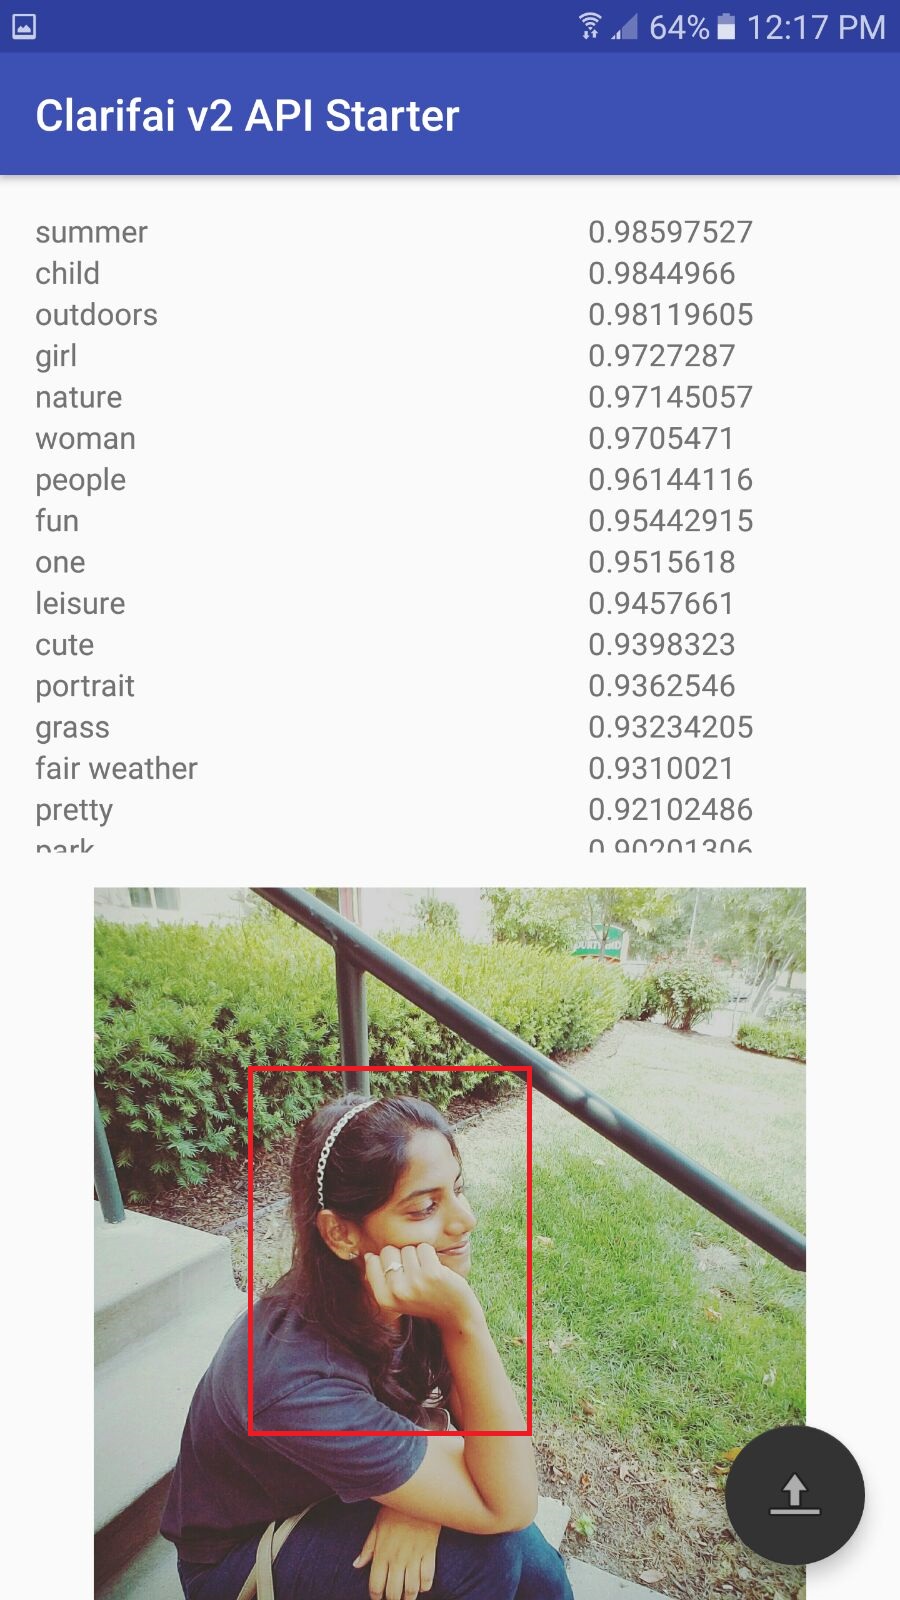 64% 12:17 PM
Clarifai v2 API Starter
summer 0.98597527
child 0.9844966
outdoors 0.98119605
girl 0.9727287
nature 0.97145057
woman 0.9705471
people 0.96144116
fun 0.95442915
one 0.9515618
leisure 0.9457661
cute 0.9398323
portrait 0.9362546
grass 0.93234205
fair weather 0.9310021
pretty 0.92102486
park 0.90201306